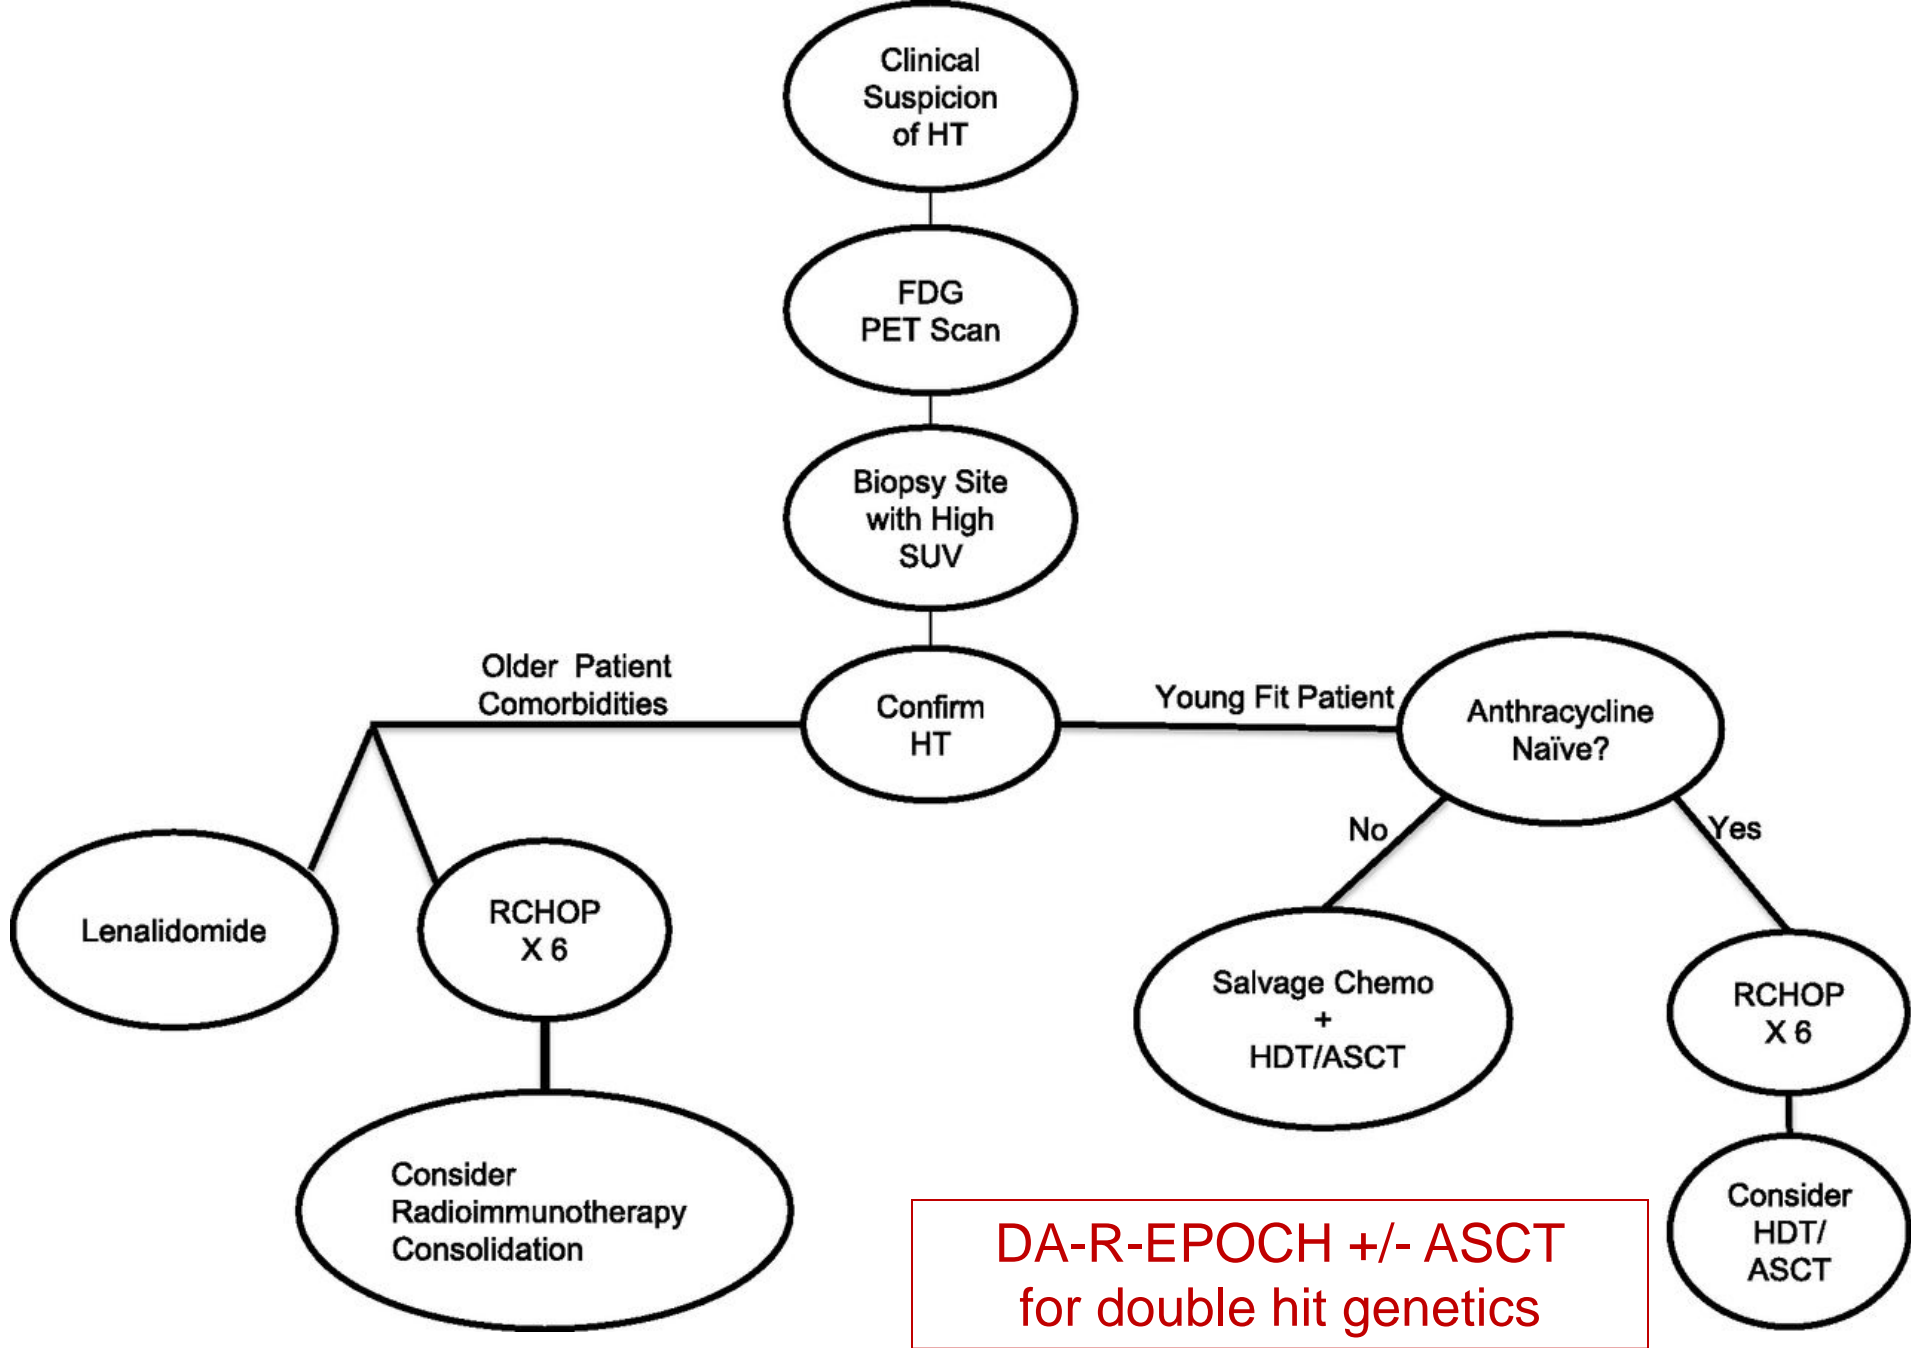 Clinical
Suspicion
of HT
FDG
PET Scan
Biopsy Site
with High
SUV
Older Patient
Comorbidities
Confirm
HT
Young Fit Patient
Anthracycline
Naïve?
No
Yes
Lenalidomide
RCHOP
X 6
Salvage Chemo
+
HDT/ASCT
RCHOP
X 6
Consider
Radioimmunotherapy
Consolidation
Consider
HDT/
ASCT
DA-R-EPOCH +/- ASCT
for double hit genetics